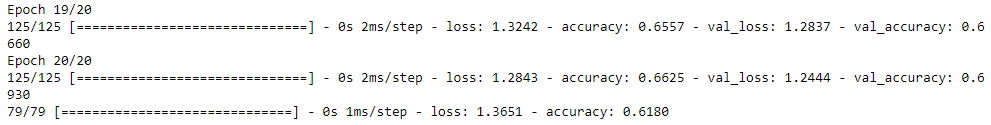 Epoch 19/20
125/125 [==============================] - 0s 2ms/step - loss: 1.3242 - accuracy: 0.6557 - val_loss: 1.2837 - val_accuracy: 0.6
660
Epoch 20/20
125/125 [==============================] - 0s 2ms/step - loss: 1.2843 - accuracy: 0.6625 - val_loss: 1.2444 - val_accuracy: 0.6
930
79/79 [==============================] - 0s 1ms/step - loss: 1.3651 - accuracy: 0.6180